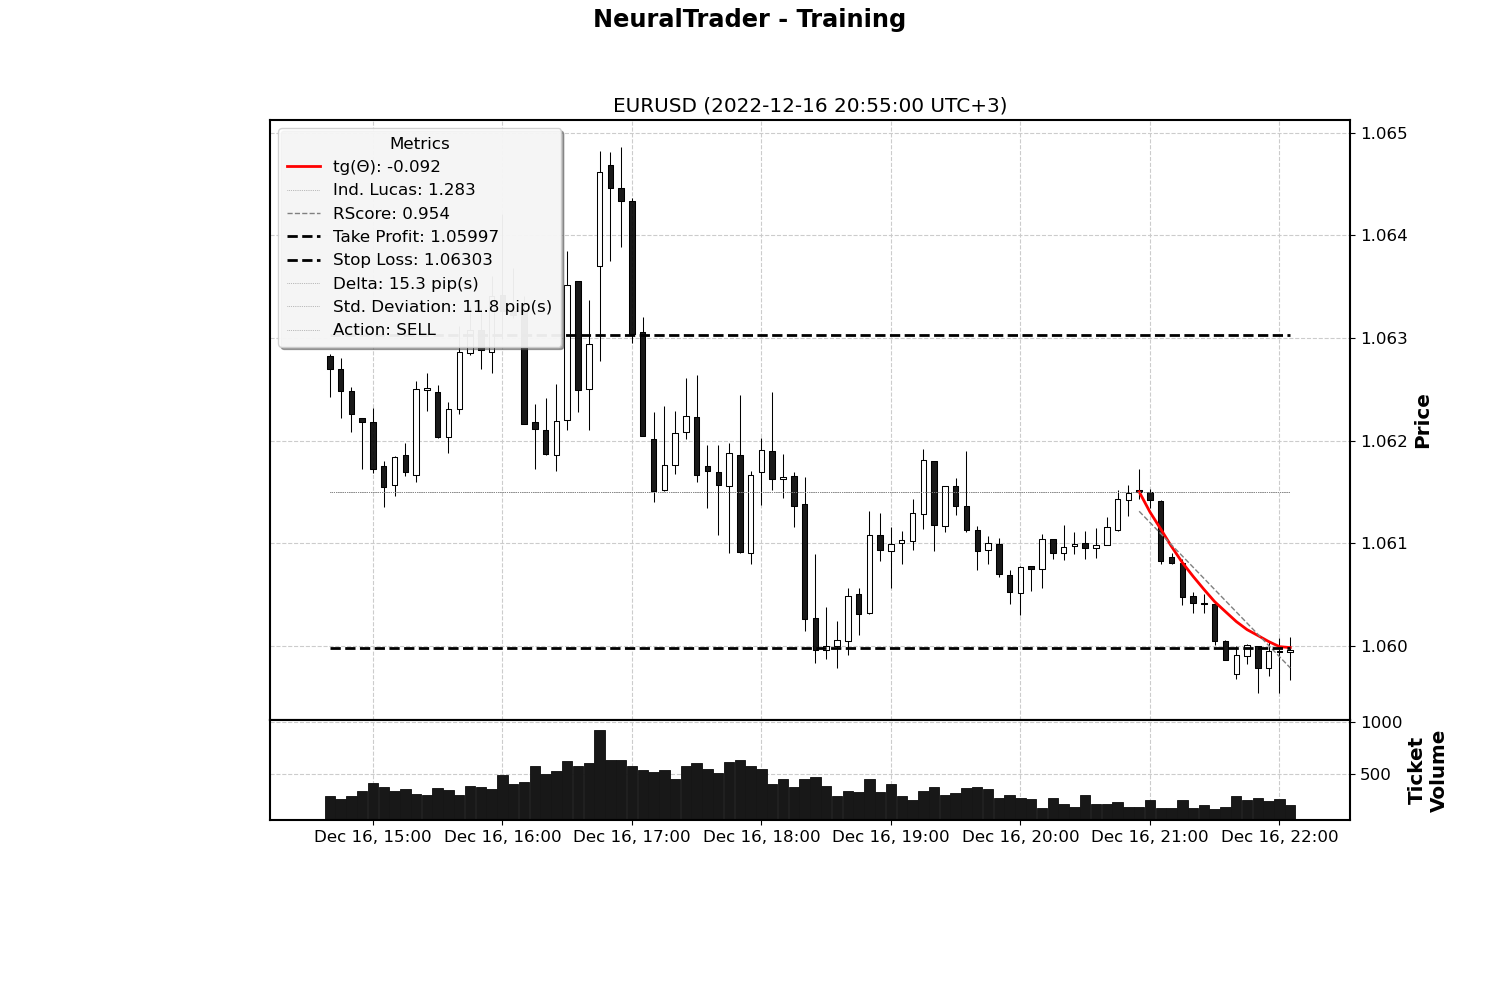 NeuralTrader - Training
EURUSD (2022-12-16 20:55:00 UTC+3)
Metrics
tg(Θ): -0.092
Ind. Lucas: 1.283
RScore: 0.954
Take Profit: 1.05997
Stop Loss: 1.06303
Delta: 15.3 pip(s)
Std. Deviation: 11.8 pip(s)
Action: SELL
1.065
1.064
1.063
1.062
1.061
1.060
Price
1000
500
Ticket
Volume
Dec 16, 15:00 Dec 16, 16:00 Dec 16, 17:00 Dec 16, 18:00 Dec 16, 19:00 Dec 16, 20:00 Dec 16, 21:00 Dec 16, 22:00